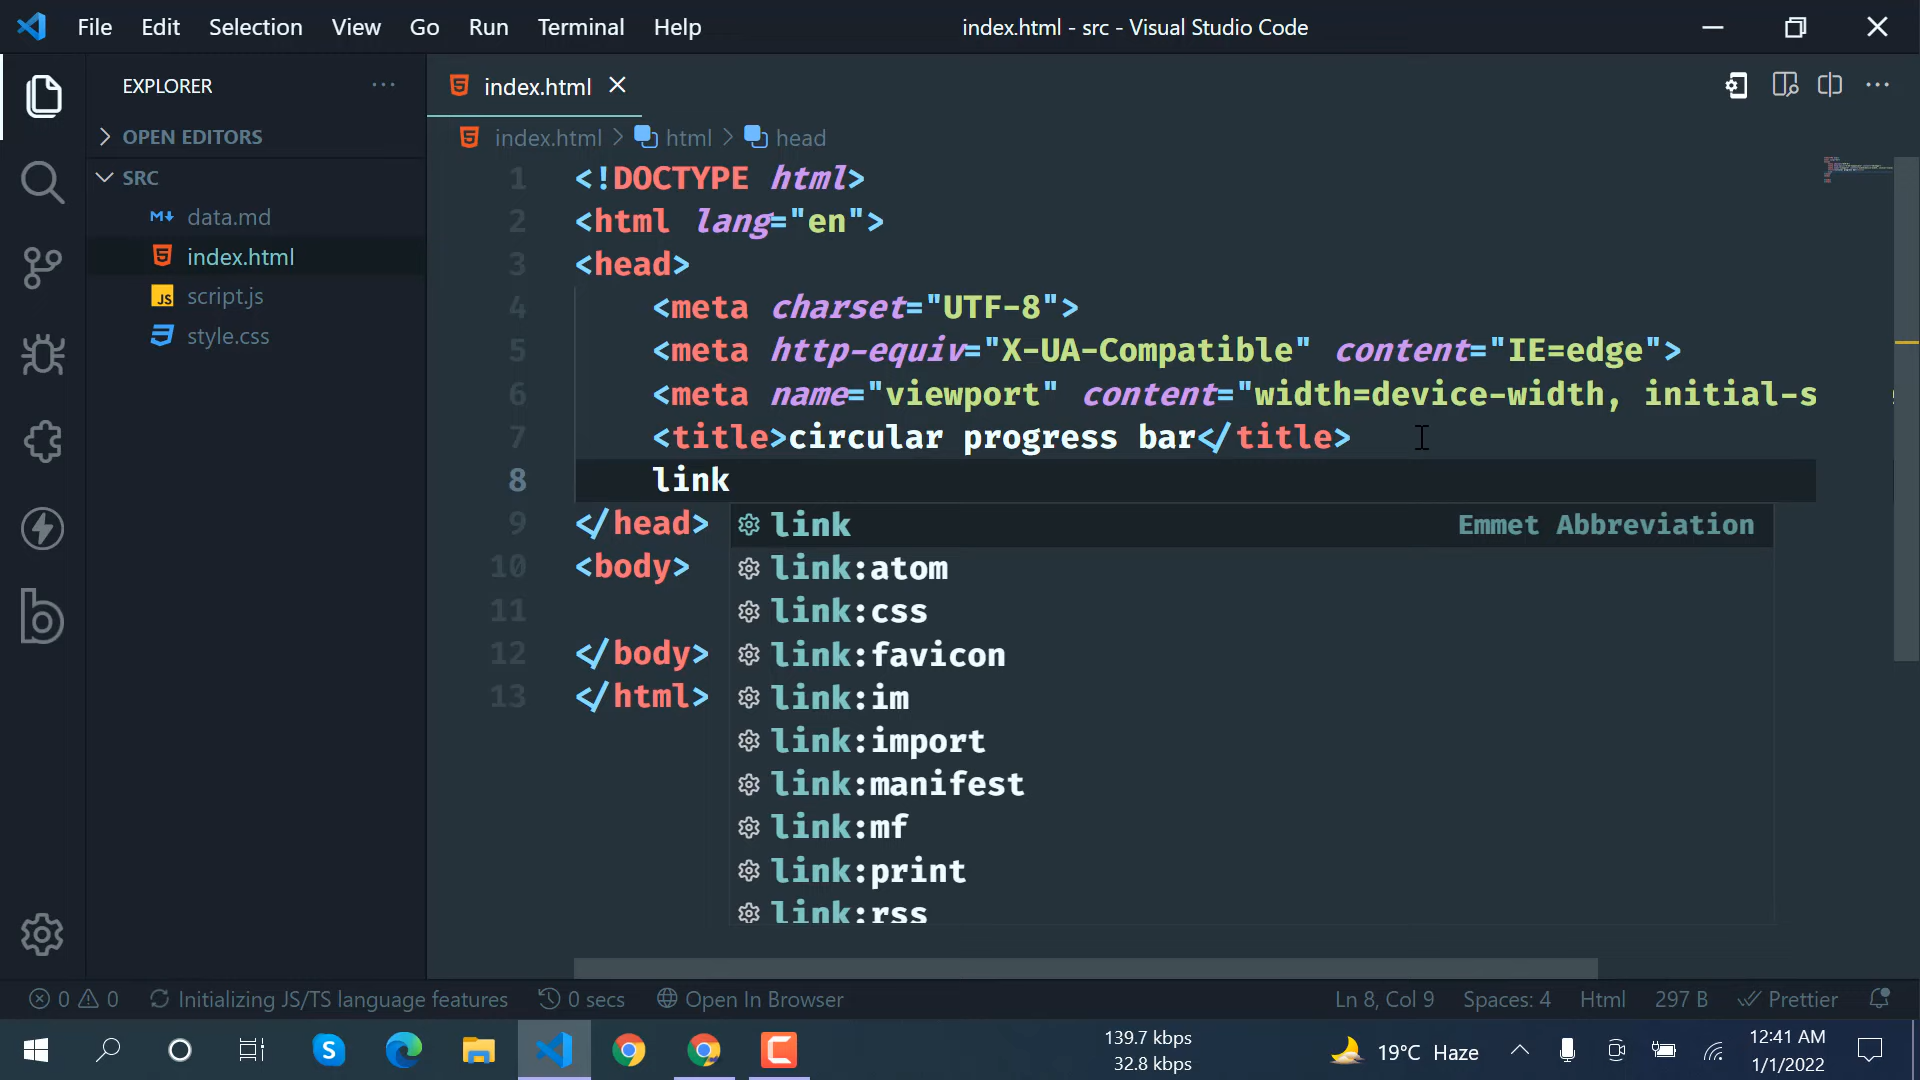 File Edit Selection View Go Run Terminal Help index.html - src - Visual Studio Code
EXPLORER
OPEN EDITORS
SRC
data.md
index.html
JS script.js
style.css
index.html
index.html > html > head
1 <!DOCTYPE html>
2 <html lang="en">
3 <head>
4 <meta charset="UTF-8">
5 <meta http-equiv="X-UA-Compatible" content="IE=edge">
6 <meta name="viewport" content="width=device-width, initial-s
7 <title>circular progress bar</title>
8 link
9 </head>
10 <body>
11
12 </body>
13 </html>
link Emmet Abbreviation
link:atom
link:css
link:favicon
link:im
link:import
link:manifest
link:mf
link:print
link:rss
0 0 Initializing JS/TS language features 0 secs Open In Browser Ln 8, Col 9 Spaces: 4 Html 297 B Prettier
139.7 kbps
32.8 kbps
19°C Haze
12:41 AM
1/1/2022